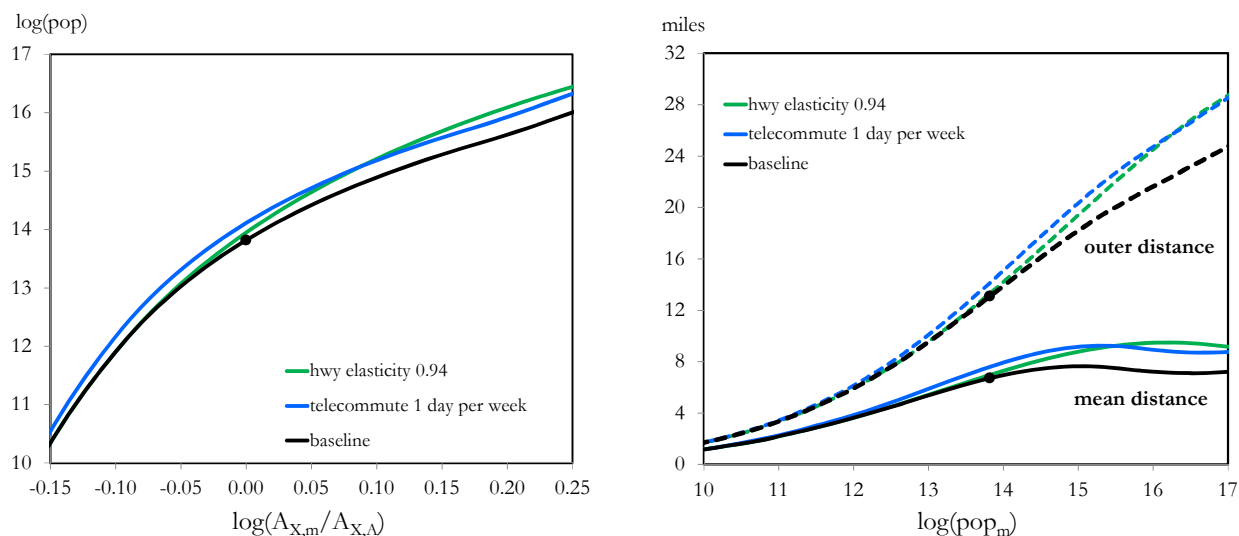 log(pop)
17
16
15
14
13
12
11
10
hwy elasticity 0.94
telecommute 1 day per week
baseline
-0.15 -0.10 -0.05 0.00 0.05 0.10 0.15 0.20 0.25
log(A_X,m/A_X,A)
miles
32
28
24
20
16
12
8
4
0
hwy elasticity 0.94
telecommute 1 day per week
baseline
outer distance
mean distance
10 11 12 13 14 15 16 17
log(pop_m)